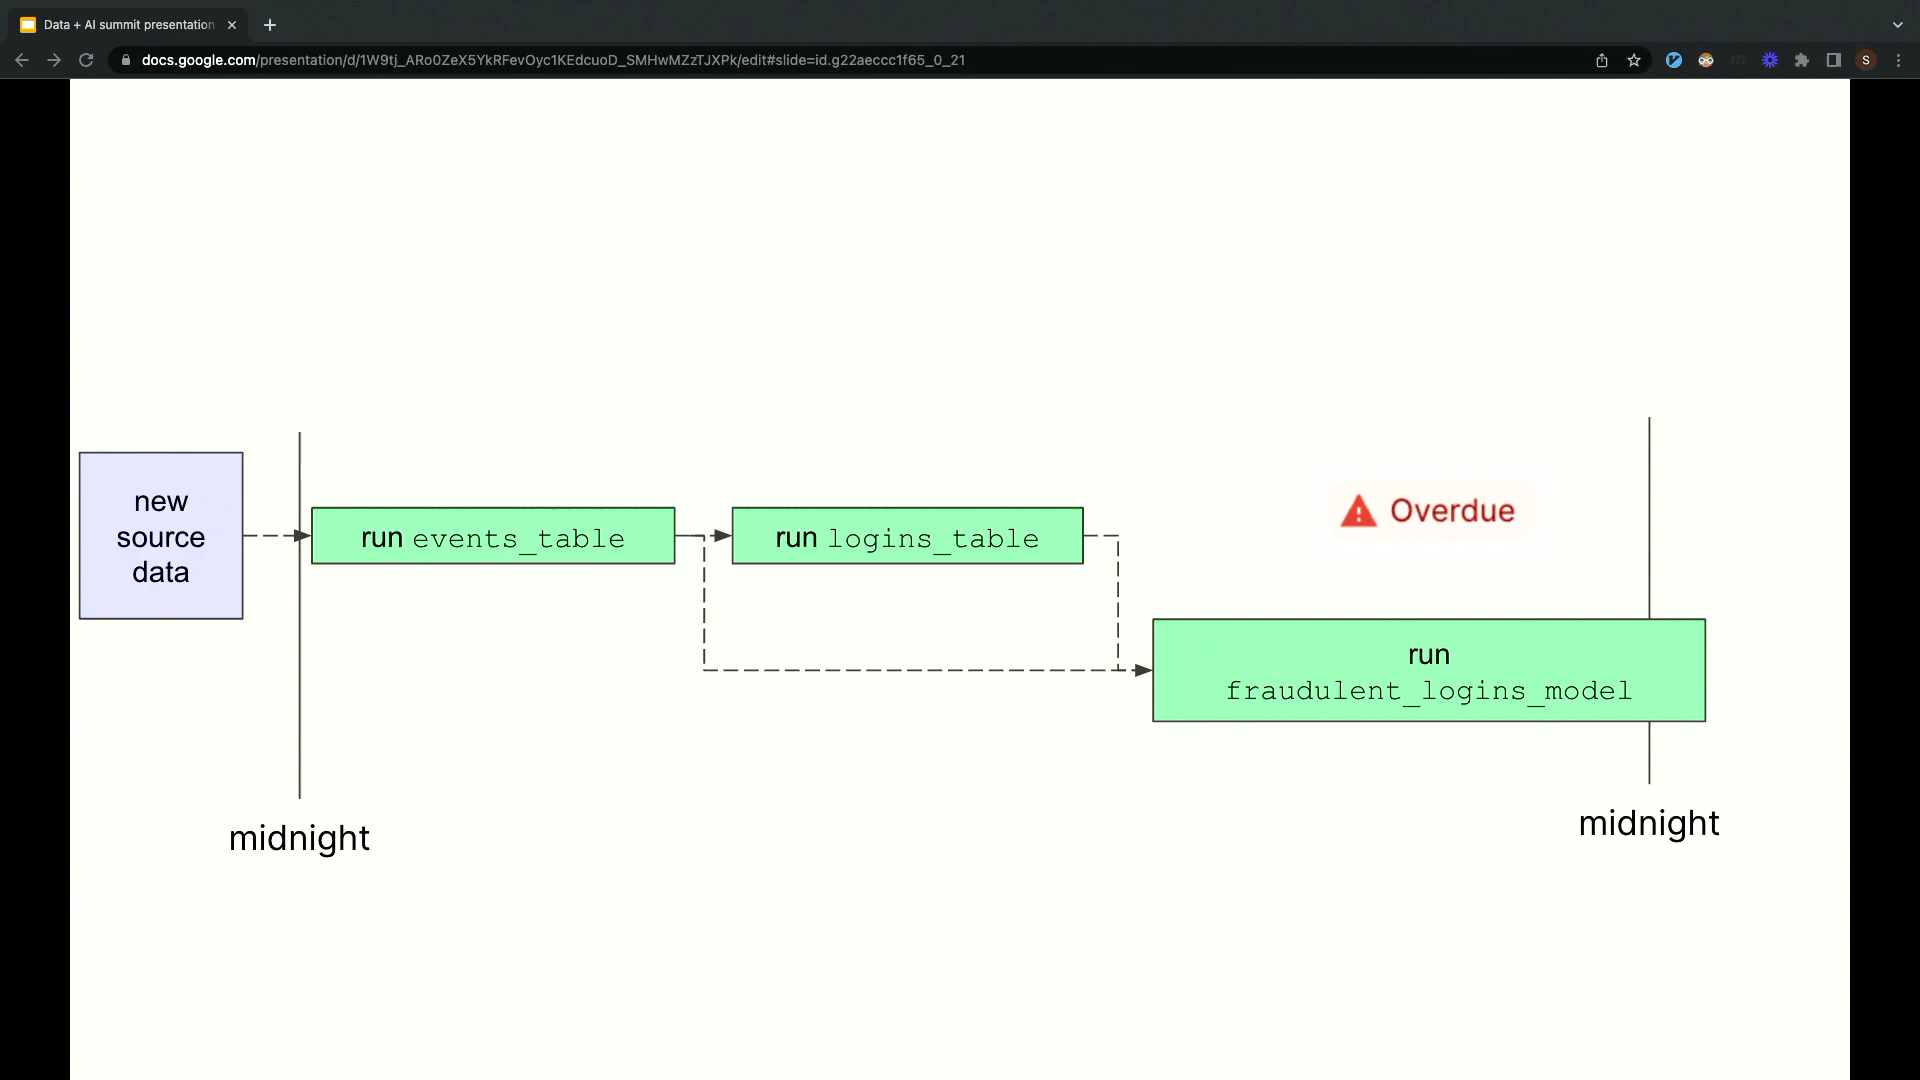 Data + AI summit presentation
docs.google.com/presentation/d/1W9tj_ARo0ZeX5YkRFevOyc1KEdcuoD_SMHwMZzTJXPk/edit#slide=id.g22aeccc1f65_0_21
S
new
source
data
run events_table
run logins_table
Overdue
run
fraudulent_logins_model
midnight
midnight